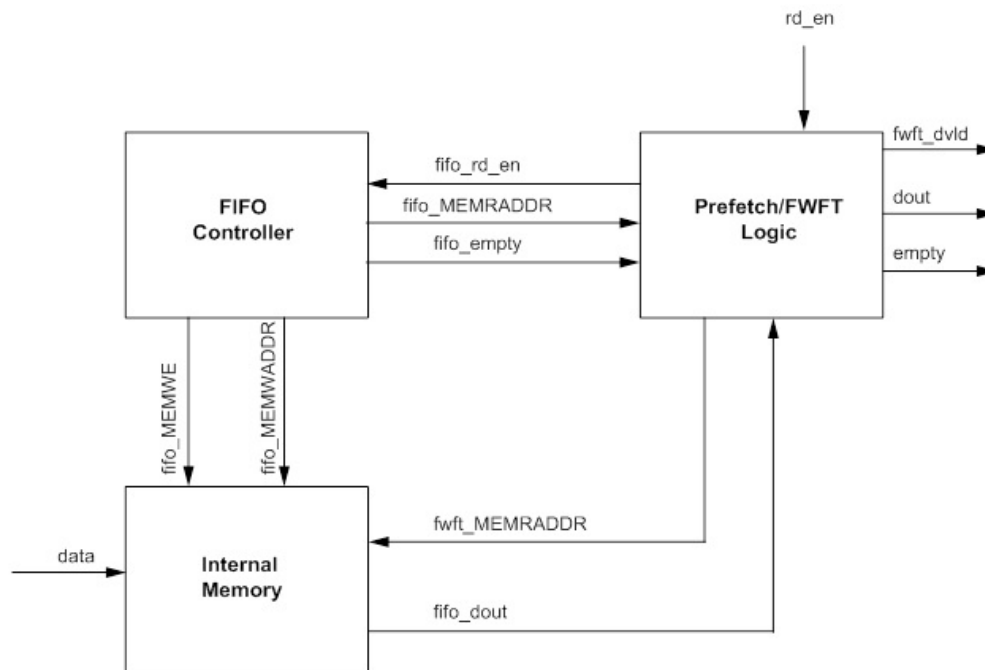 rd_en
fwft_dvld
fifo_rd_en
FIFO
Controller
fifo_MEMRADDR
Prefetch/FWFT
Logic
dout
fifo_empty
empty
fifo_MEMWE
fifo_MEMWADDR
fwft_MEMRADDR
data
Internal
Memory
fifo_dout